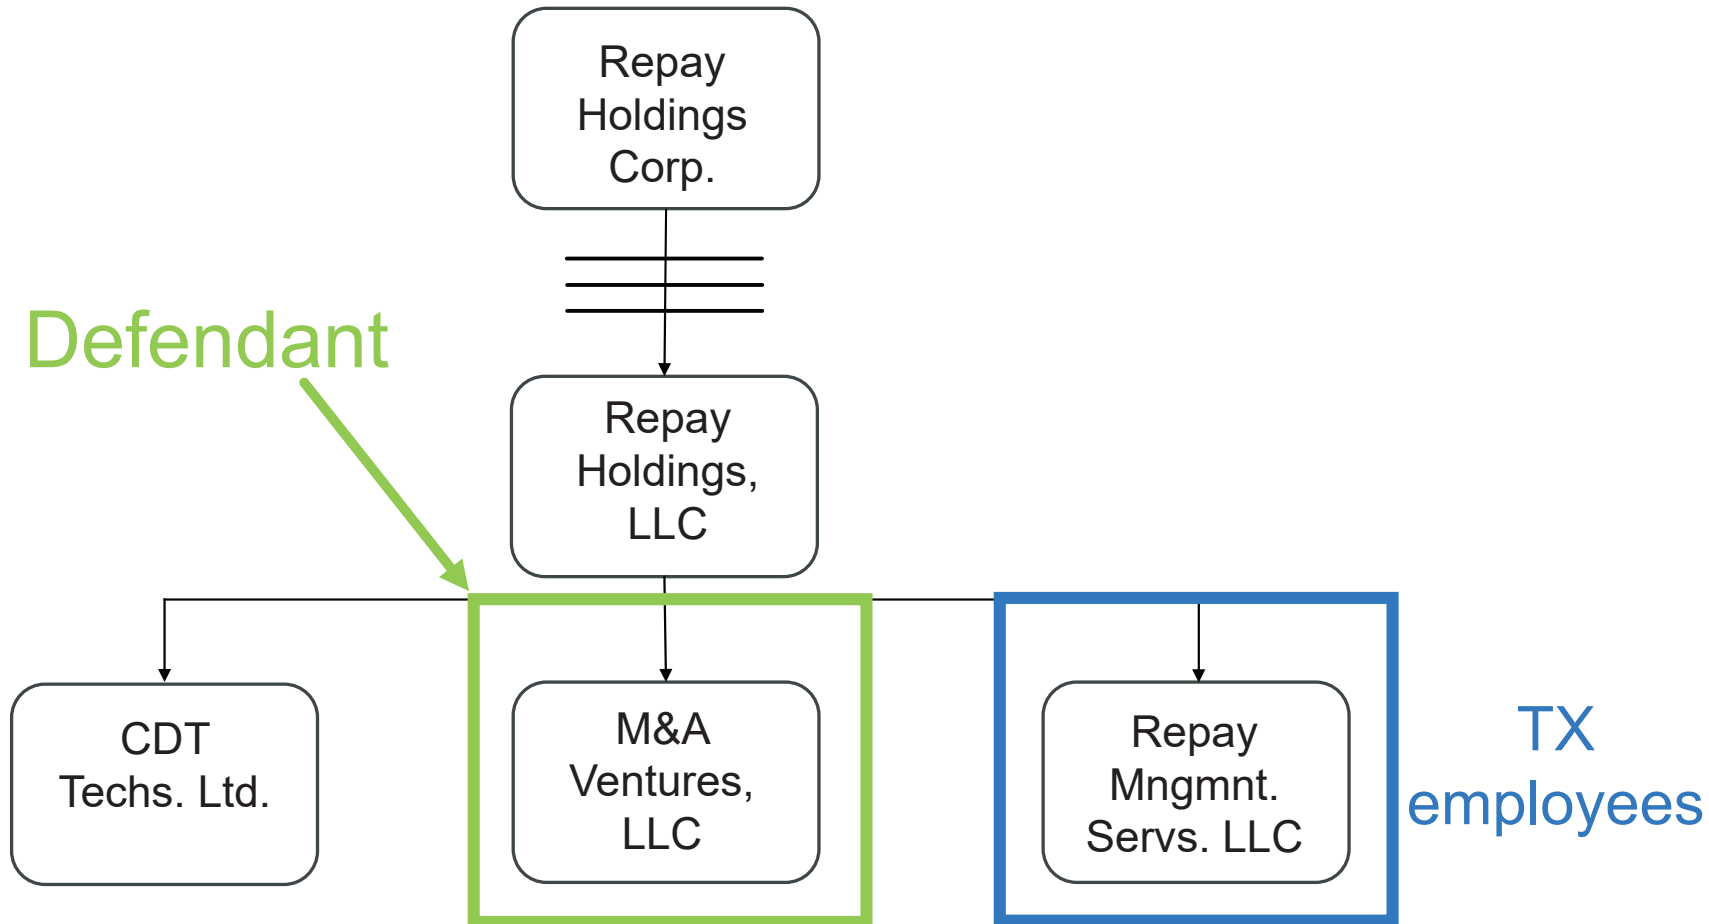 Repay
Holdings
Corp.
Defendant
Repay
Holdings,
LLC
CDT
Techs. Ltd.
M&A
Ventures,
LLC
Repay
Mngmnt.
Servs. LLC
TX
employees